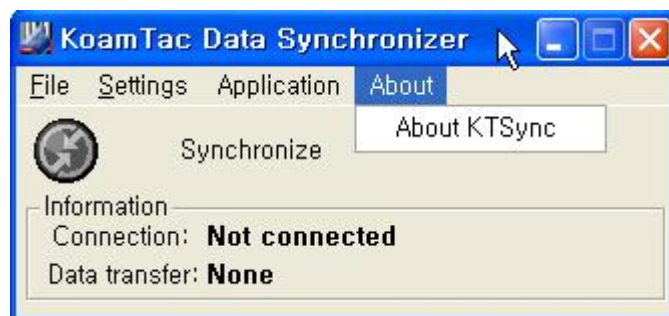 KoamTac Data Synchronizer
File Settings Application About
About KTSync
Synchronize
Information
Connection: Not connected
Data transfer: None